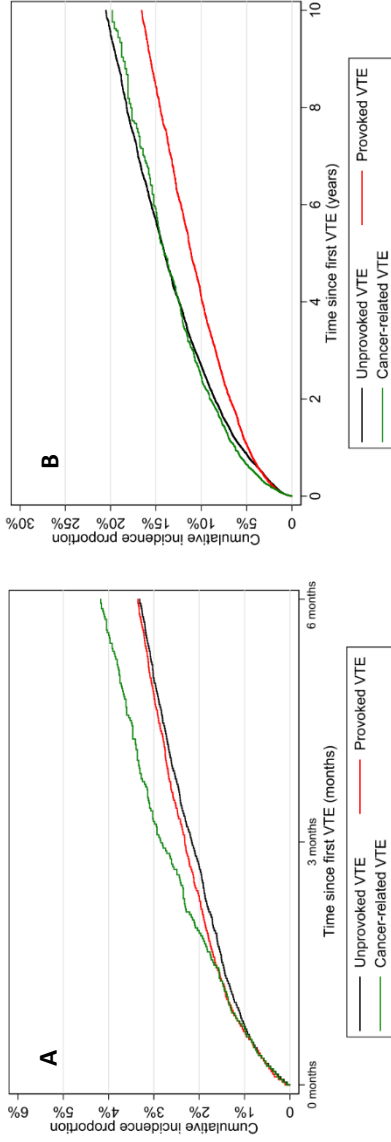 A
Cumulative incidence proportion
6%
5%
4%
3%
2%
1%
0
0 months
3 months
6 months
Time since first VTE (months)
Unprovoked VTE
Provoked VTE
Cancer-related VTE
B
Cumulative incidence proportion
30%
25%
20%
15%
10%
5%
0
0
2
4
6
8
10
Time since first VTE (years)
Unprovoked VTE
Provoked VTE
Cancer-related VTE